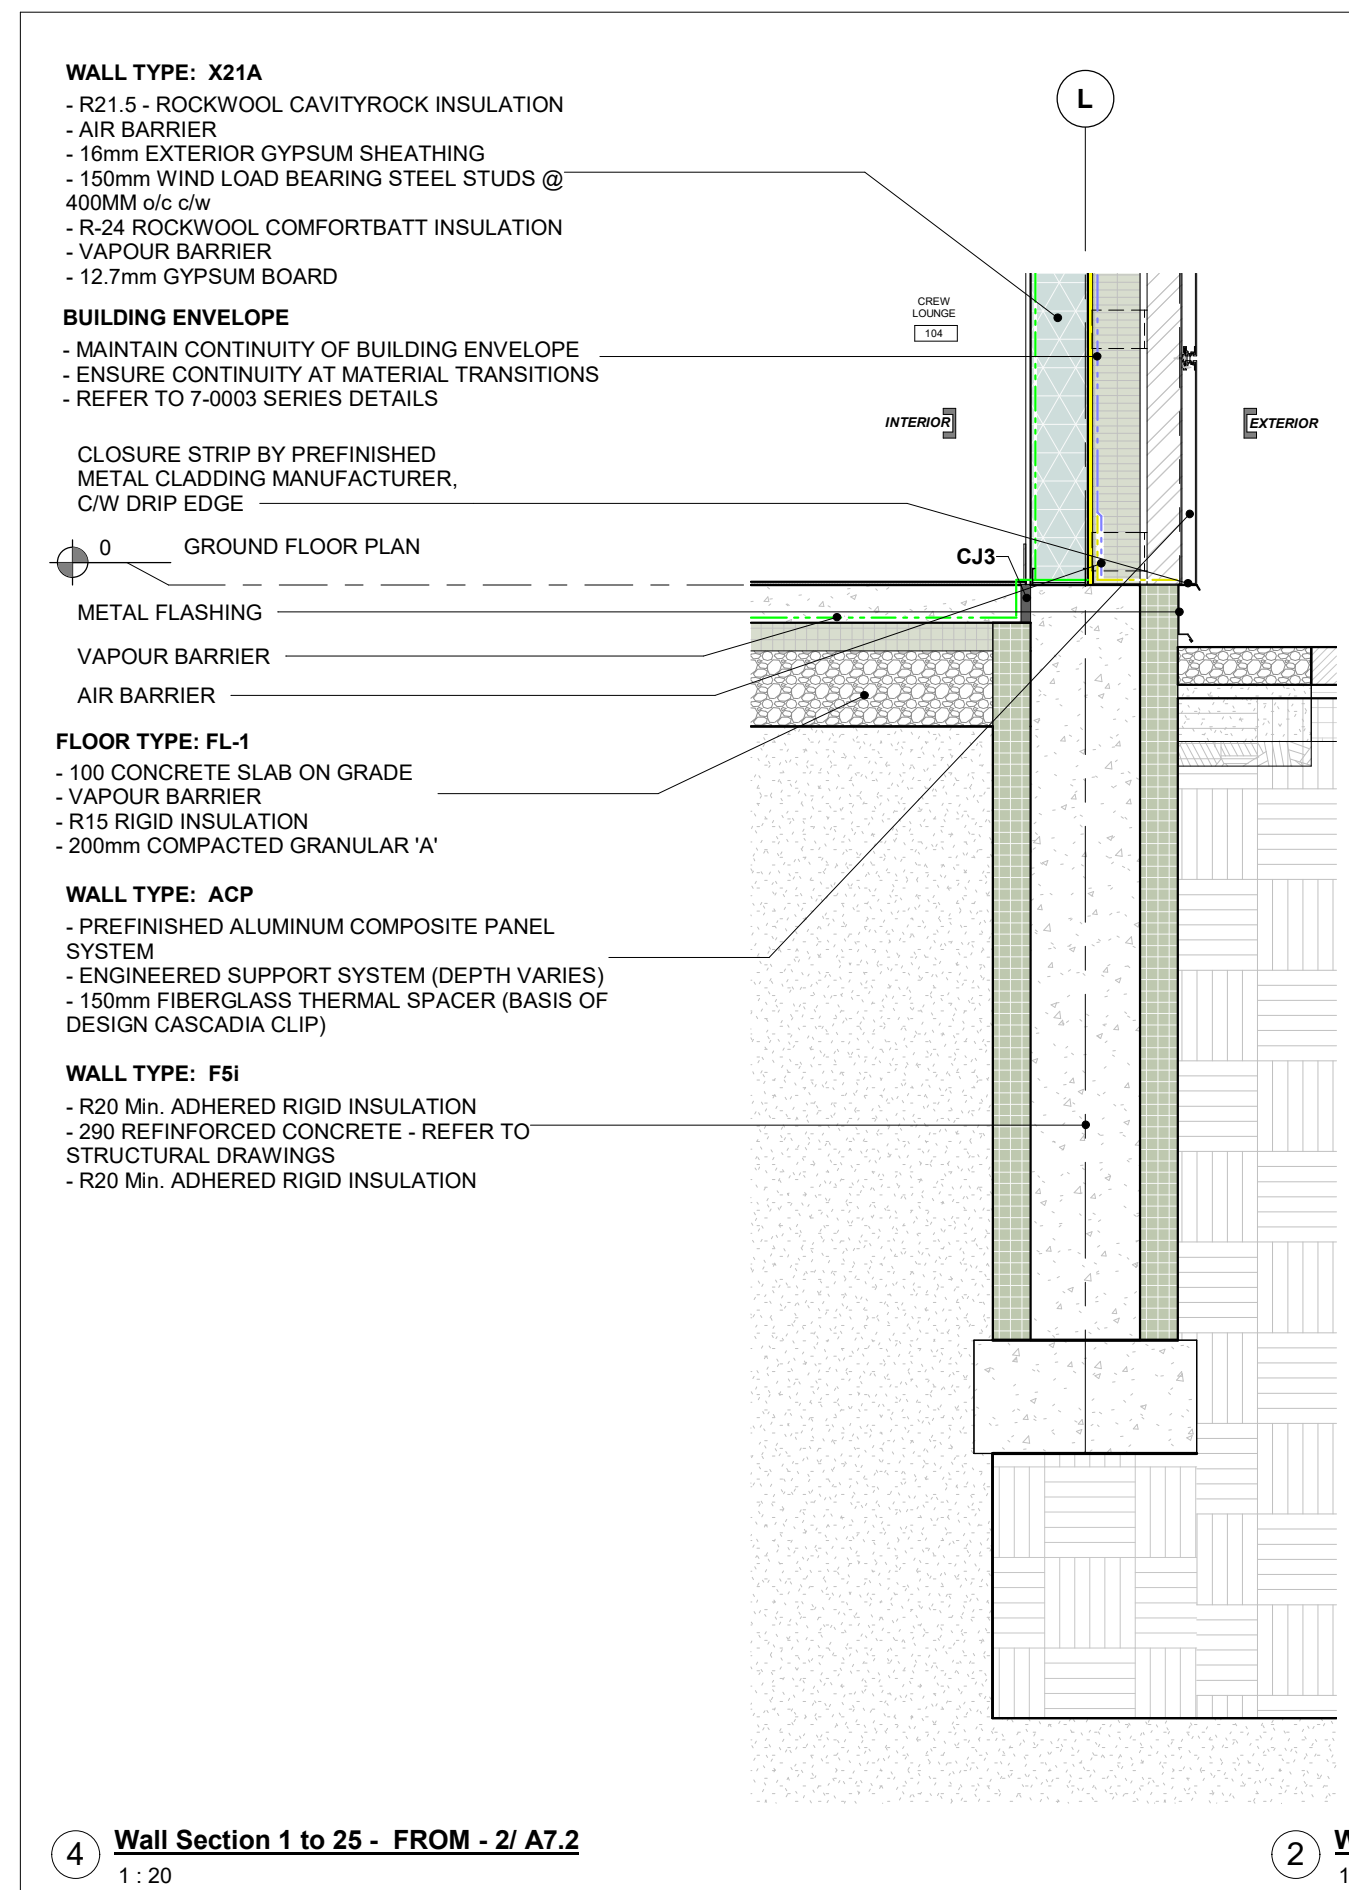 WALL TYPE:  X21A
- R21.5 - ROCKWOOL CAVITYROCK INSULATION
- AIR BARRIER
- 16mm EXTERIOR GYPSUM SHEATHING
- 150mm WIND LOAD BEARING STEEL STUDS @
400MM o/c c/w
- R-24 ROCKWOOL COMFORTBATT INSULATION
- VAPOUR BARRIER
- 12.7mm GYPSUM BOARD
L
BUILDING ENVELOPE
- MAINTAIN CONTINUITY OF BUILDING ENVELOPE
- ENSURE CONTINUITY AT MATERIAL TRANSITIONS
- REFER TO 7-0003 SERIES DETAILS
CREW
LOUNGE
104
INTERIOR
EXTERIOR
CLOSURE STRIP BY PREFINISHED
METAL CLADDING MANUFACTURER,
C/W DRIP EDGE
0
GROUND FLOOR PLAN
CJ3
METAL FLASHING
VAPOUR BARRIER
AIR BARRIER
FLOOR TYPE: FL-1
- 100 CONCRETE SLAB ON GRADE
- VAPOUR BARRIER
- R15 RIGID INSULATION
- 200mm COMPACTED GRANULAR 'A'
WALL TYPE:  ACP
- PREFINISHED ALUMINUM COMPOSITE PANEL
SYSTEM
- ENGINEERED SUPPORT SYSTEM (DEPTH VARIES)
- 150mm FIBERGLASS THERMAL SPACER (BASIS OF
DESIGN CASCADIA CLIP)
WALL TYPE:  F5i
- R20 Min. ADHERED RIGID INSULATION
- 290 REFINFORCED CONCRETE - REFER TO
STRUCTURAL DRAWINGS
- R20 Min. ADHERED RIGID INSULATION
4
Wall Section 1 to 25 -  FROM - 2/ A7.2
1 : 20
2